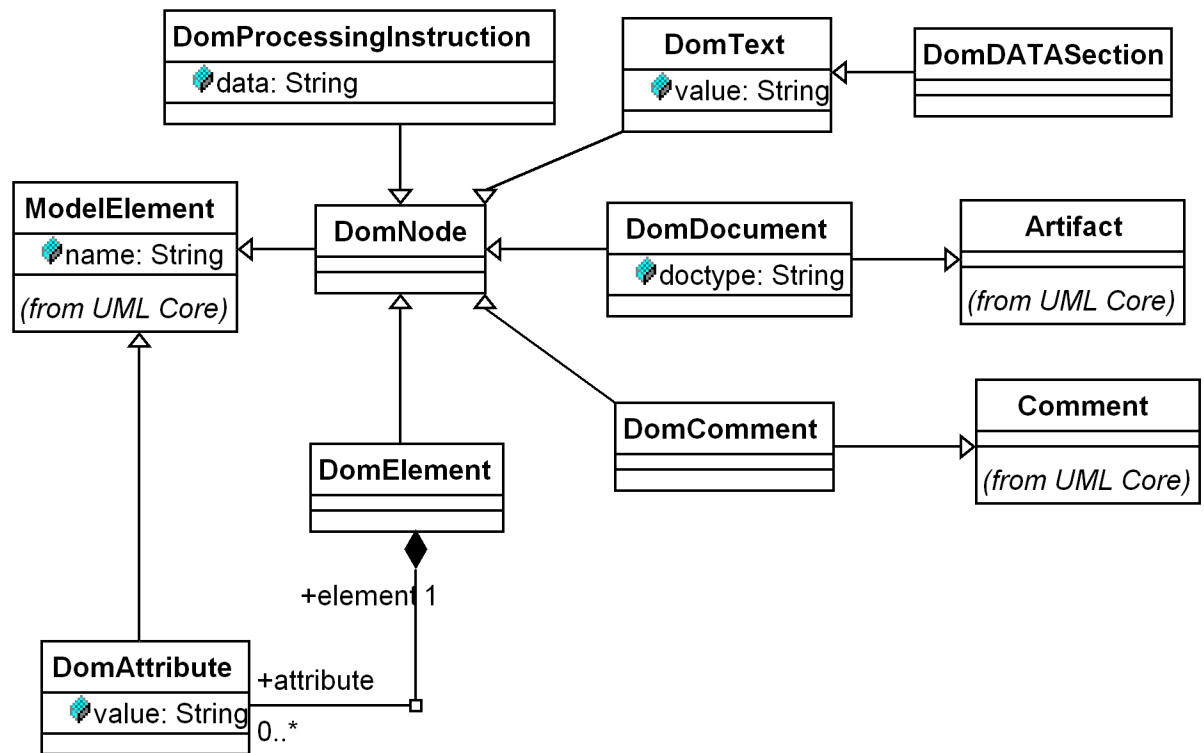 DomProcessingInstruction
data: String
DomText
value: String
DomDATASection
ModelElement
name: String
(from UML Core)
DomNode
DomDocument
doctype: String
Artifact
(from UML Core)
DomElement
DomComment
Comment
(from UML Core)
+element 1
DomAttribute
value: String
+attribute
0..*